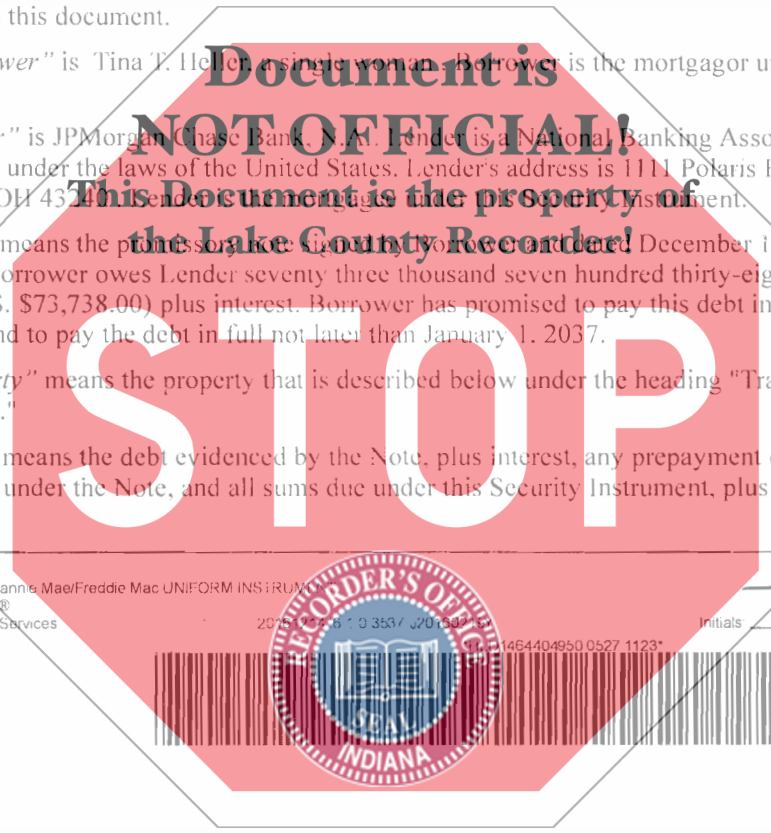 this document.
wer" is Tina T. Heller, a single woman. Borrower is the mortgagor u
Document is
NOT OFFICIAL!
r" is JPMorgan Chase Bank, N.A.. Lender is a National Banking Asso
under the laws of the United States. Lender's address is 1111 Polaris
OH 43240. Lender is the mortgagee under this Security Instrument.
This Document is the property of
the Lake County Recorder!
means the promissory note signed by Borrower and dated December 1
orrower owes Lender seventy three thousand seven hundred thirty-eig
$73,738.00) plus interest. Borrower has promised to pay this debt in
nd to pay the debt in full not later than January 1, 2037.
rty" means the property that is described below under the heading "Tra
."
means the debt evidenced by the Note, plus interest, any prepayment
under the Note, and all sums due under this Security Instrument, plus
STOP
annie Mae/Freddie Mac UNIFORM INSTRUMENT
®
Services
Initials
1464404950 0527 1123*
RECORDER'S OFFICE
SEAL
INDIANA